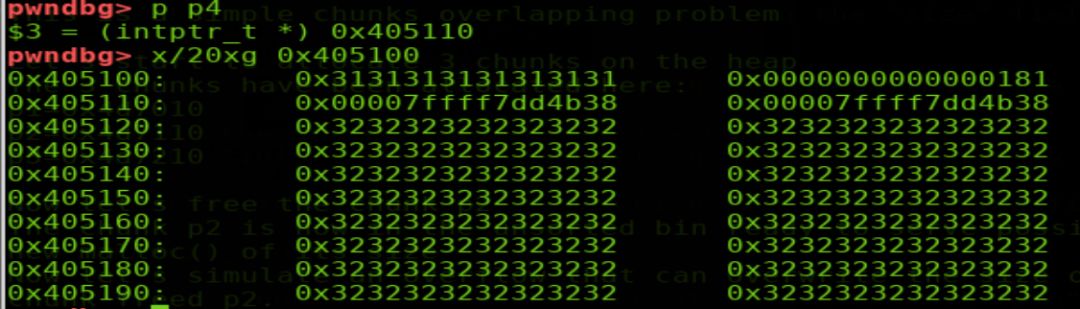 pwndbg> p p4
$3 = (intptr_t *) 0x405110
pwndbg> x/20xg 0x405100
0x405100: 0x3131313131313131 0x0000000000000181
0x405110: 0x00007ffff7dd4b38 0x00007ffff7dd4b38
0x405120: 0x3232323232323232 0x3232323232323232
0x405130: 0x3232323232323232 0x3232323232323232
0x405140: 0x3232323232323232 0x3232323232323232
0x405150: 0x3232323232323232 0x3232323232323232
0x405160: 0x3232323232323232 0x3232323232323232
0x405170: 0x3232323232323232 0x3232323232323232
0x405180: 0x3232323232323232 0x3232323232323232
0x405190: 0x3232323232323232 0x3232323232323232